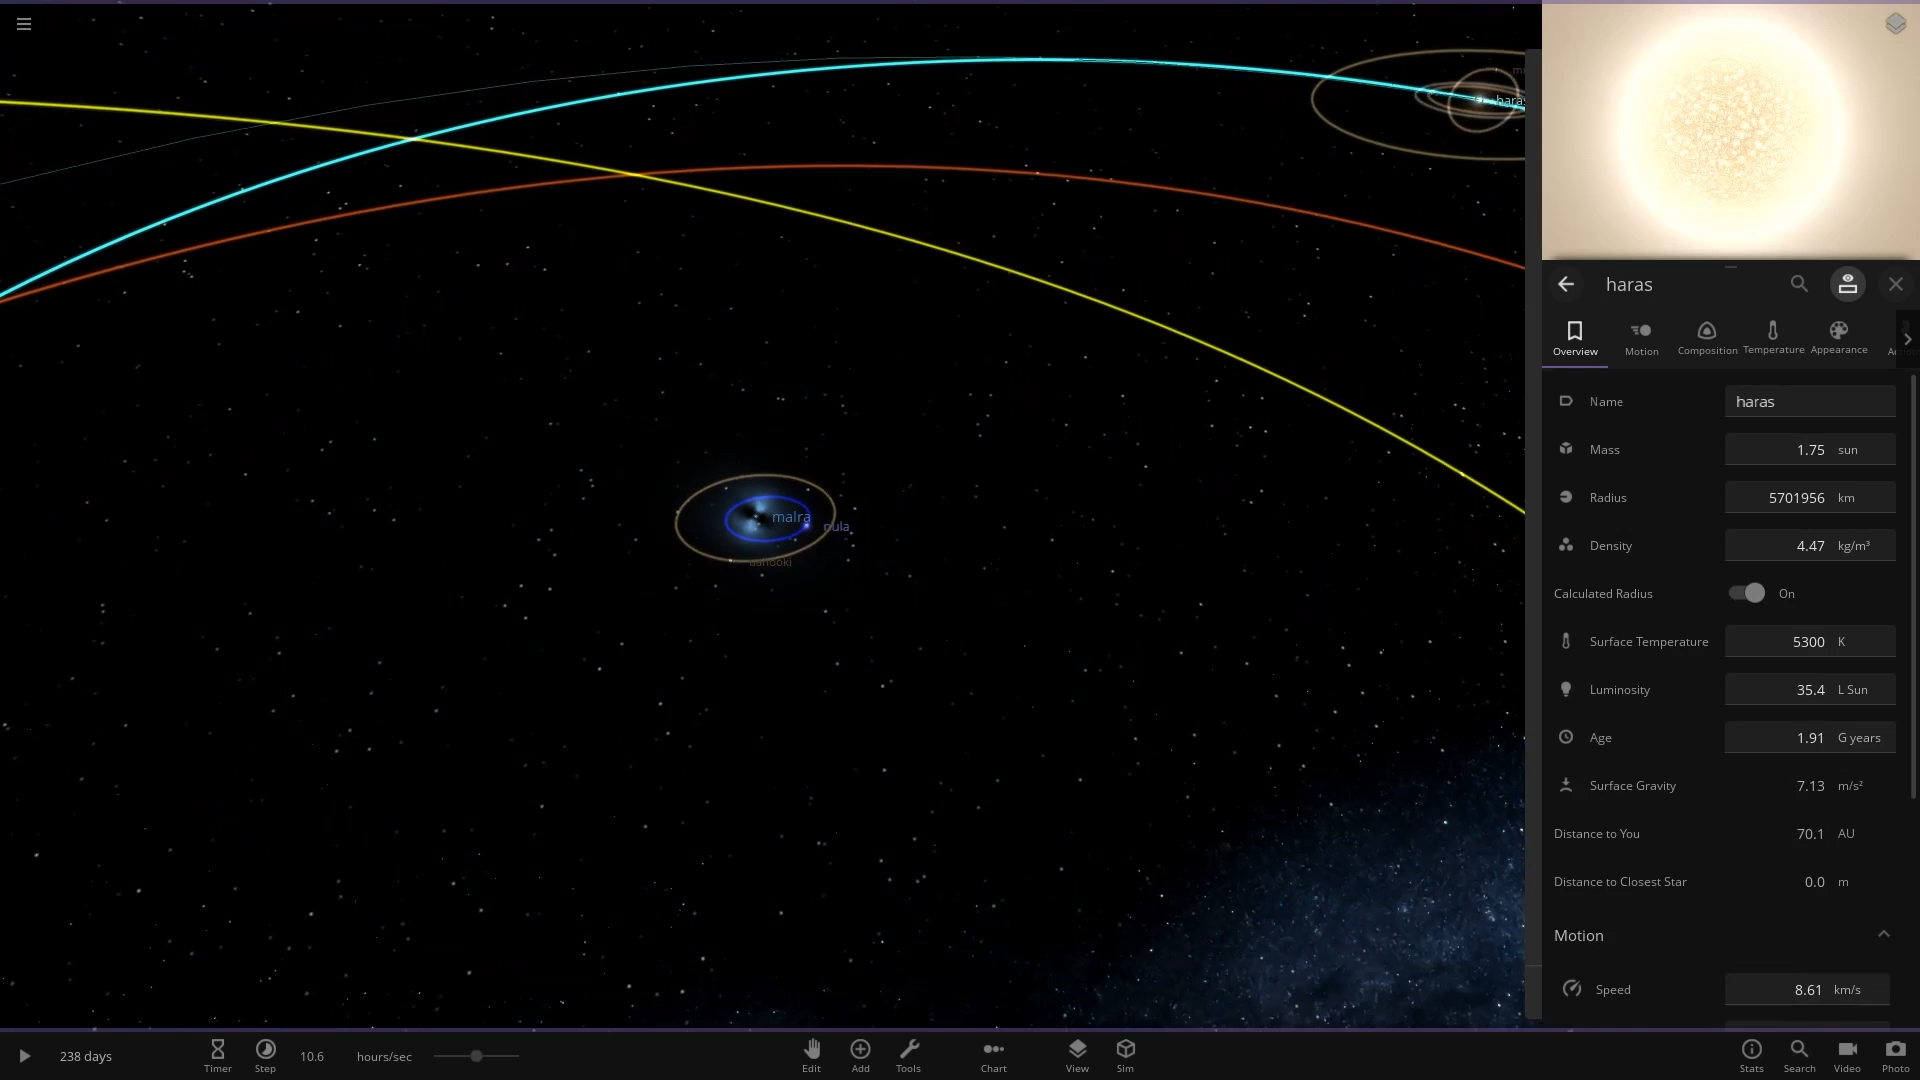 haras
malra
nula
haras
Overview
Motion
Composition
Temperature
Appearance
Name haras
Mass 1.75 sun
Radius 5701956 km
Density 4.47 kg/m³
Calculated Radius On
Surface Temperature 5300 K
Luminosity 35.4 L Sun
Age 1.91 G years
Surface Gravity 7.13 m/s²
Distance to You 70.1 AU
Distance to Closest Star 0.0 m
Motion
Speed 8.61 km/s
238 days
Timer
Step
10.6 hours/sec
Edit
Add
Tools
Chart
View
Sim
Stats
Search
Video
Photo